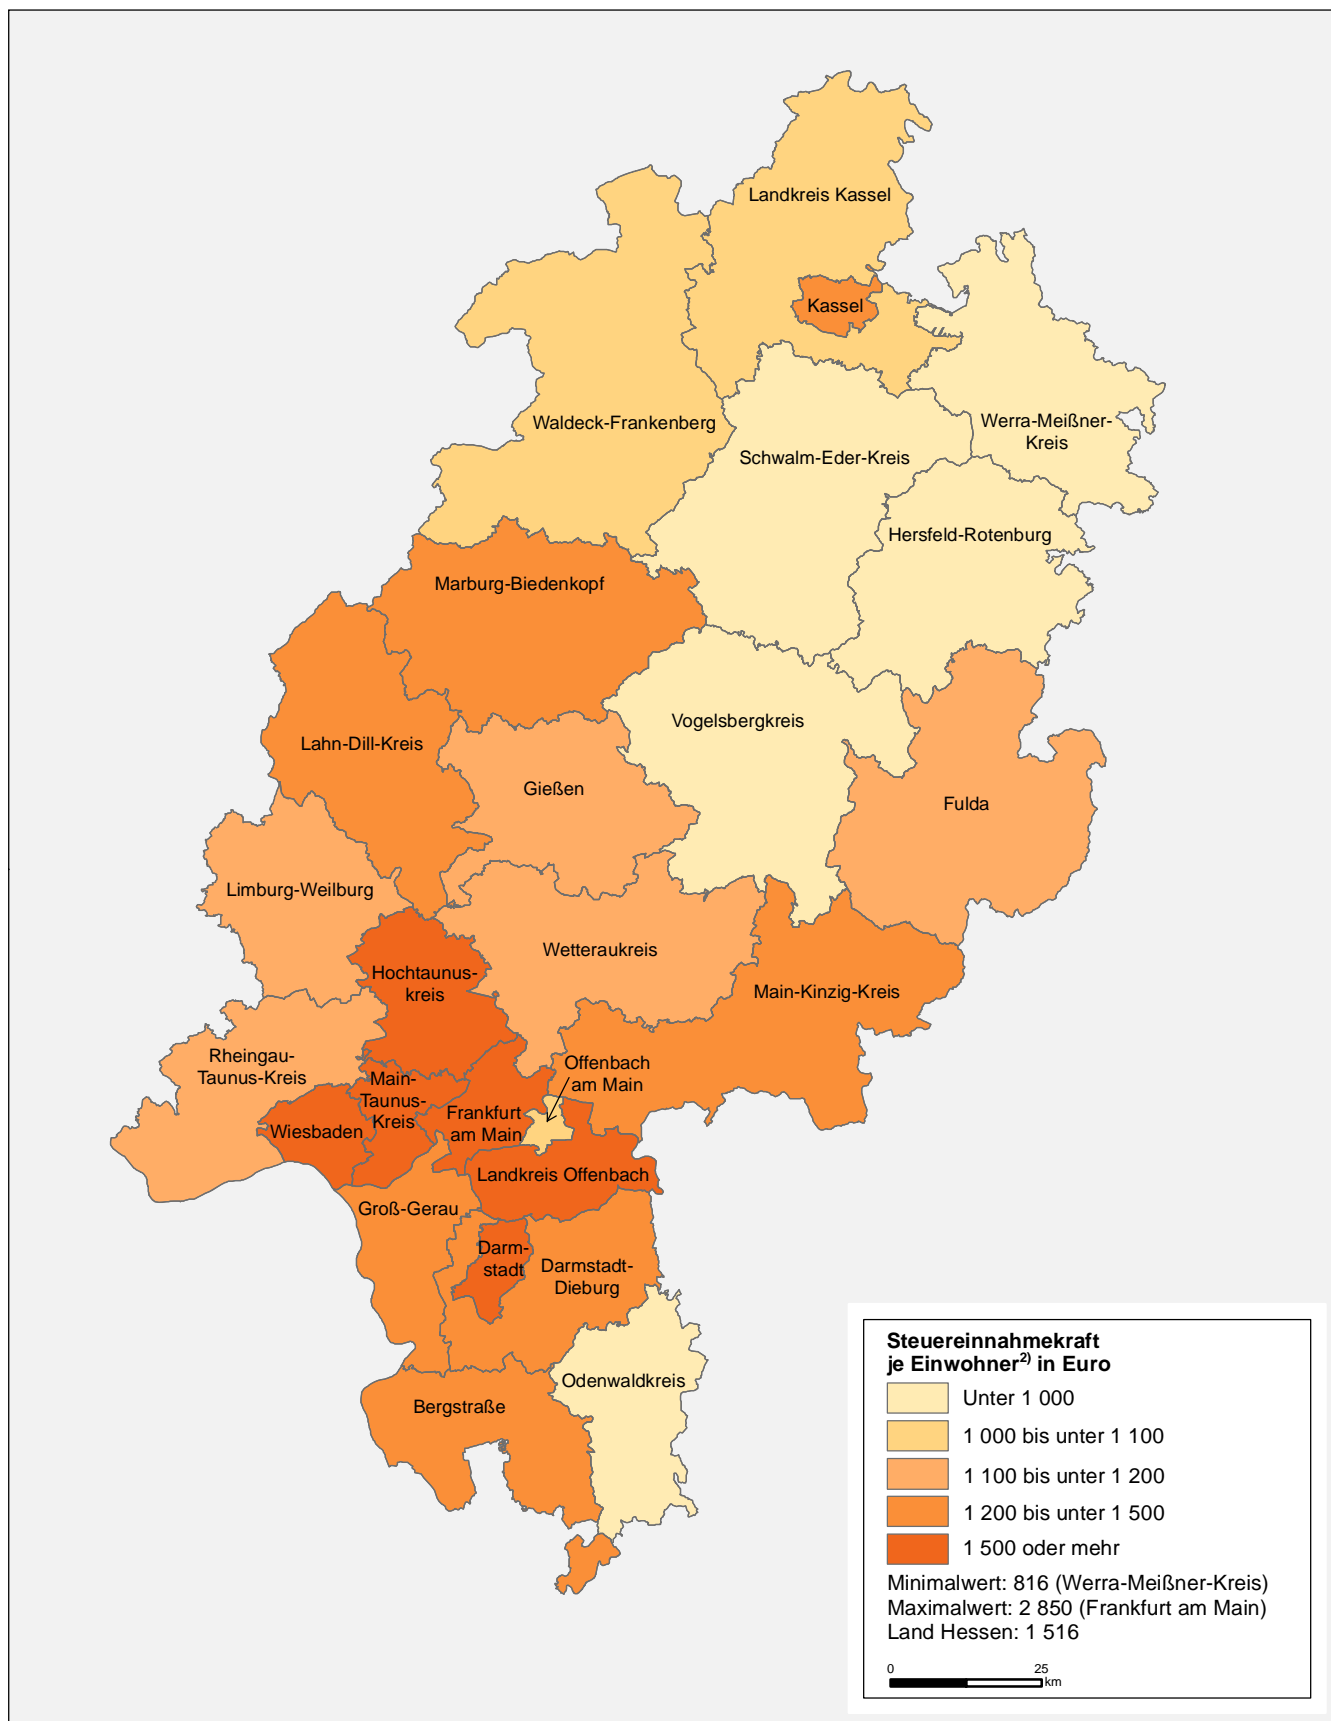 Landkreis Kassel
Kassel
Waldeck-Frankenberg
Werra-Meißner-
Kreis
Schwalm-Eder-Kreis
Hersfeld-Rotenburg
Marburg-Biedenkopf
Vogelsbergkreis
Lahn-Dill-Kreis
Gießen
Fulda
Limburg-Weilburg
Wetteraukreis
Hochtaunus-
kreis
Main-Kinzig-Kreis
Rheingau-
Taunus-Kreis
Offenbach
am Main
Main-
Taunus-
Kreis
Frankfurt
am Main
Wiesbaden
Landkreis Offenbach
Groß-Gerau
Darm-
stadt
Darmstadt-
Dieburg
Odenwaldkreis
Bergstraße
Steuereinnahmekraft
je Einwohner²⁾ in Euro
Unter 1 000
1 000 bis unter 1 100
1 100 bis unter 1 200
1 200 bis unter 1 500
1 500 oder mehr
Minimalwert: 816 (Werra-Meißner-Kreis)
Maximalwert: 2 850 (Frankfurt am Main)
Land Hessen: 1 516
0 25
km